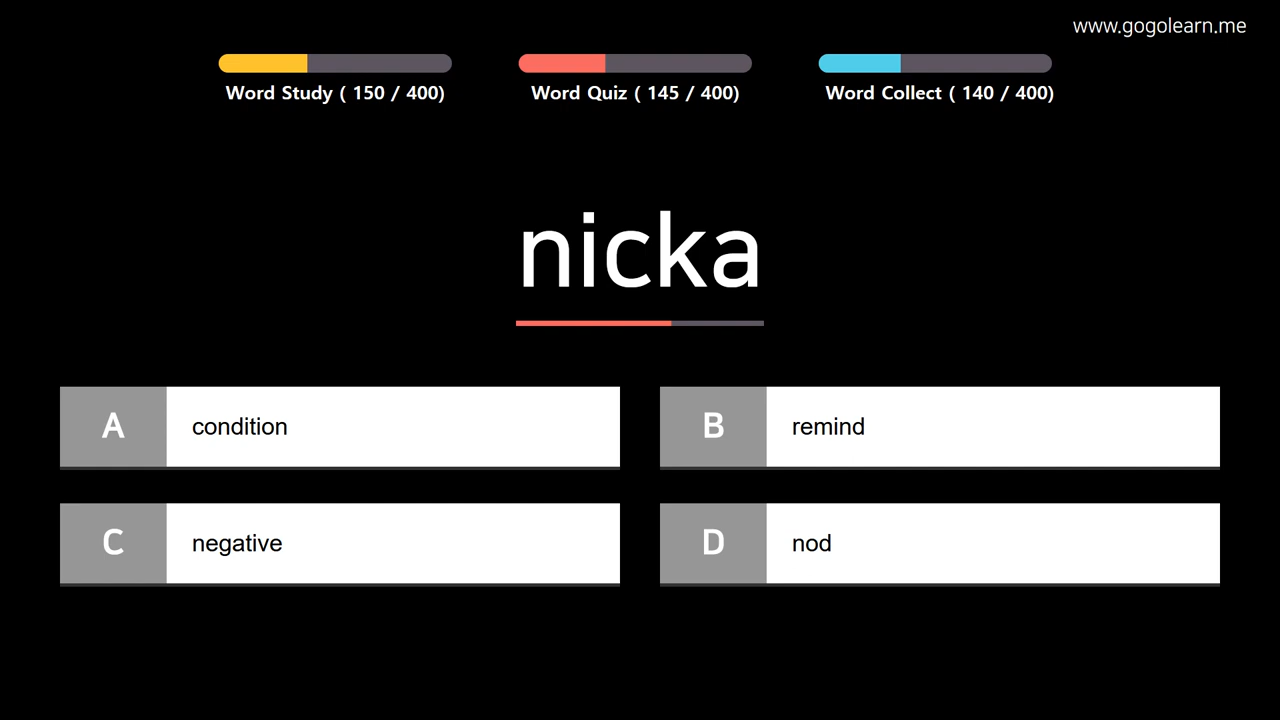 www.gogolearn.me
Word Study ( 150 / 400)
Word Quiz ( 145 / 400)
Word Collect ( 140 / 400)
nicka
A condition
B remind
C negative
D nod